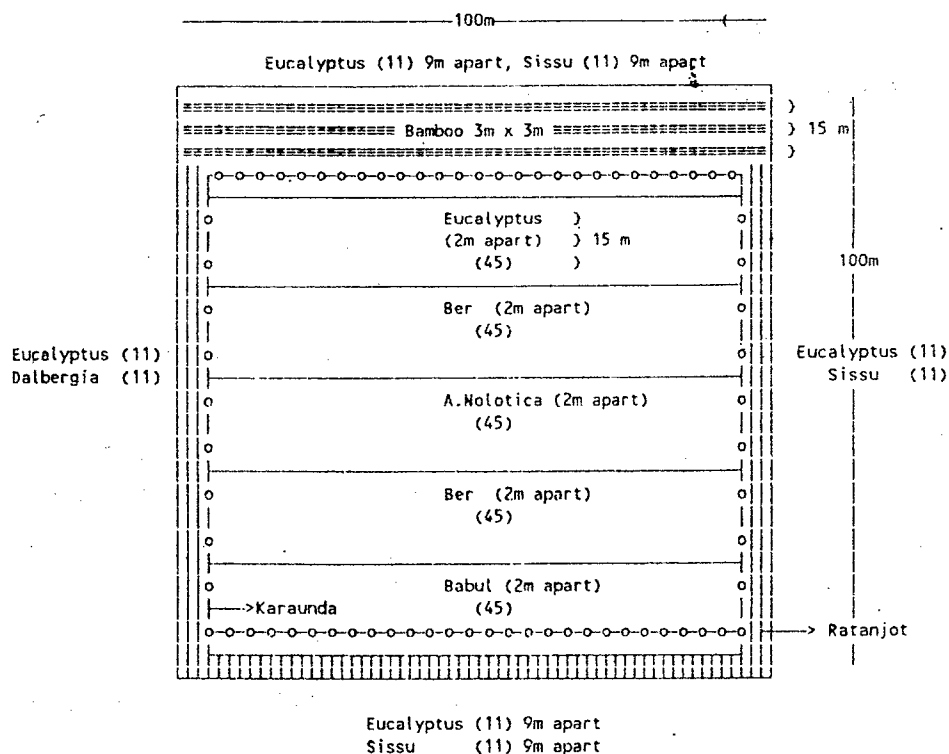 100m
Eucalyptus (11) 9m apart, Sissu (11) 9m apart
Bamboo 3m x 3m
15 m
Eucalyptus
(2m apart) 15 m
(45)
100m
Ber (2m apart)
(45)
Eucalyptus (11)
Dalbergia (11)
Eucalyptus (11)
Sissu (11)
A.Nolotica (2m apart)
(45)
Ber (2m apart)
(45)
Babul (2m apart)
Karaunda
(45)
Ratanjot
Eucalyptus (11) 9m apart
Sissu (11) 9m apart